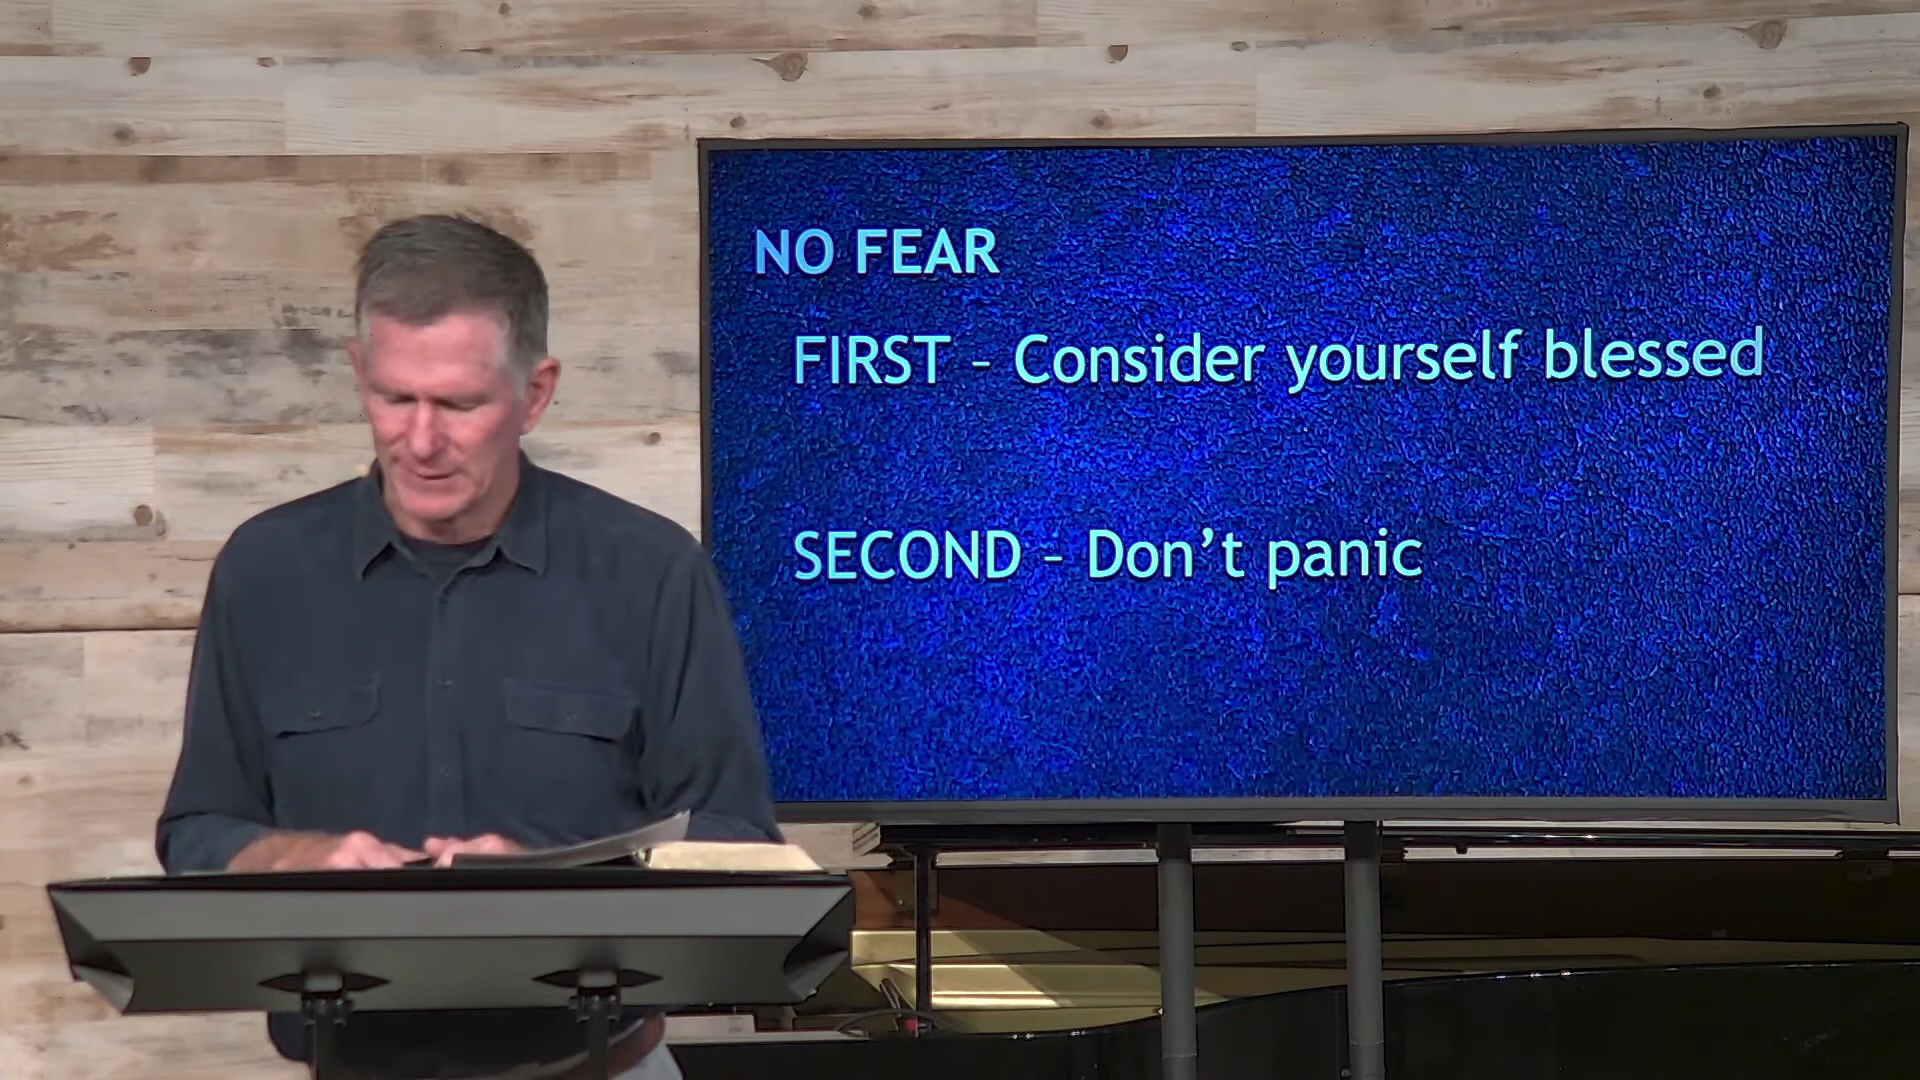 NO FEAR
FIRST – Consider yourself blessed
SECOND – Don’t panic